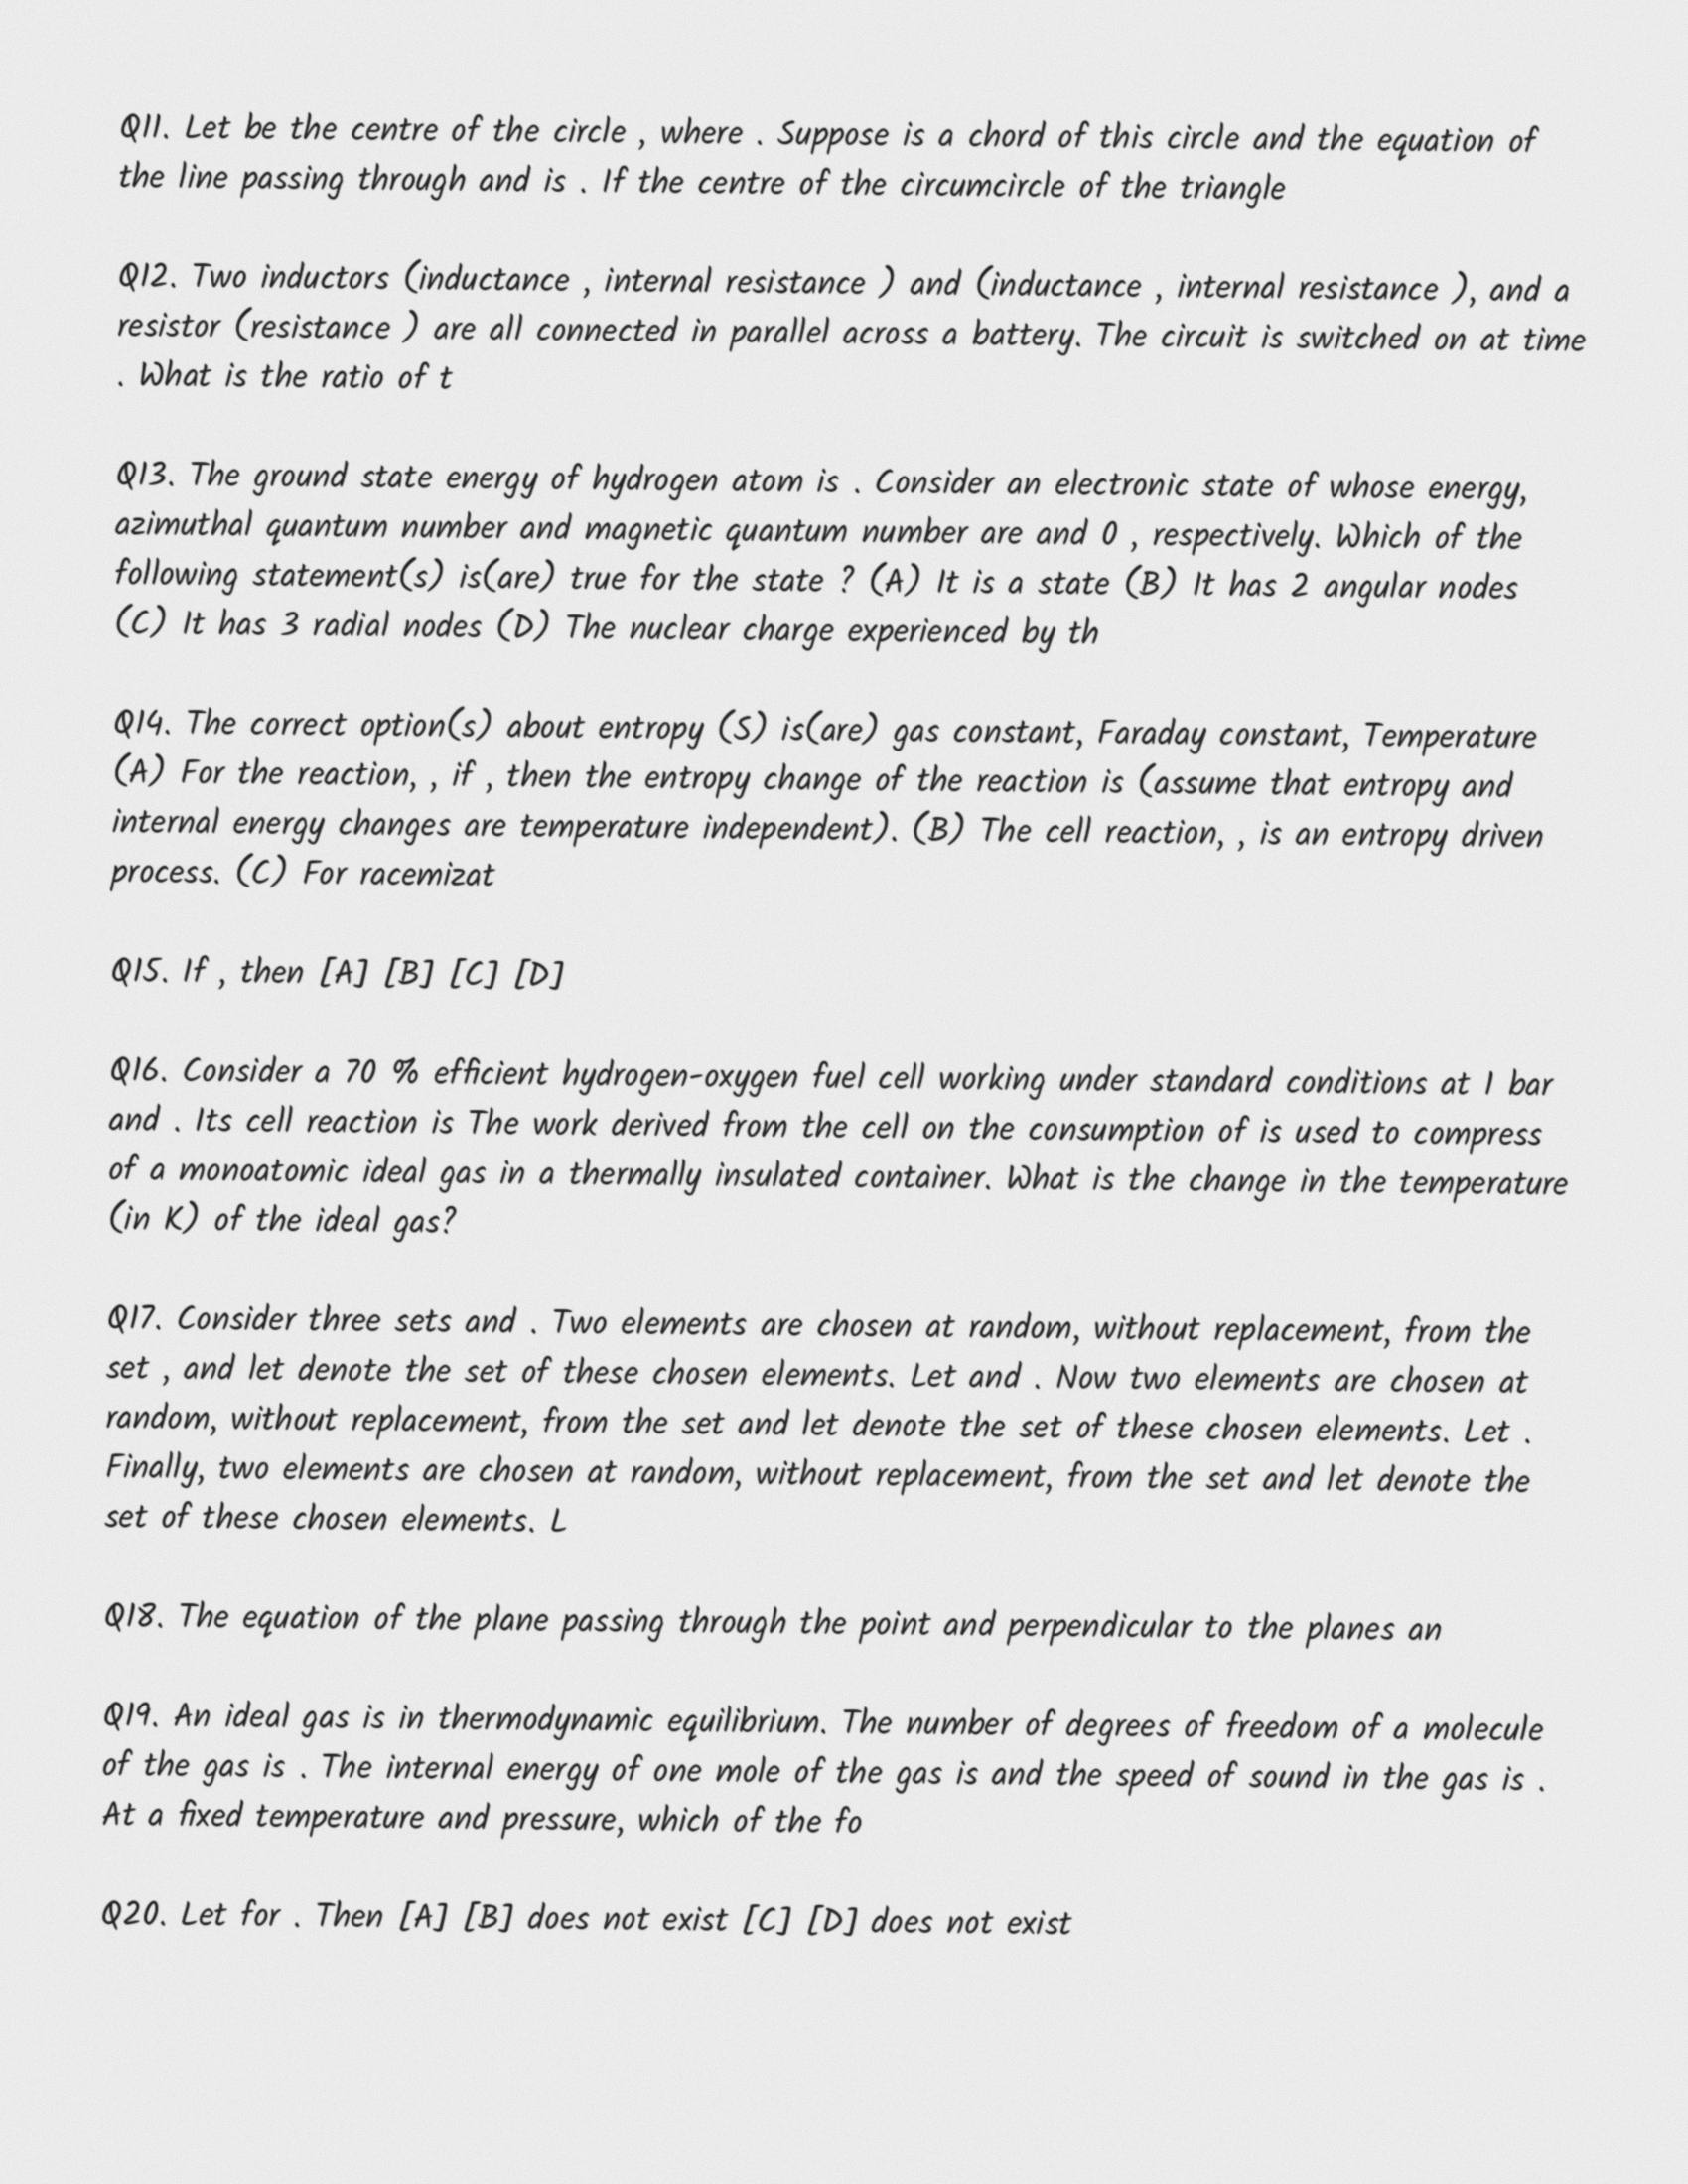 Q11. Let be the centre of the circle , where . Suppose is a chord of this circle and the equation of
the line passing through and is . If the centre of the circumcircle of the triangle
Q12. Two inductors (inductance , internal resistance ) and (inductance , internal resistance ), and a
resistor (resistance ) are all connected in parallel across a battery. The circuit is switched on at time
. What is the ratio of t
Q13. The ground state energy of hydrogen atom is . Consider an electronic state of whose energy,
azimuthal quantum number and magnetic quantum number are and 0 , respectively. Which of the
following statement(s) is(are) true for the state ? (A) It is a state (B) It has 2 angular nodes
(C) It has 3 radial nodes (D) The nuclear charge experienced by th
Q14. The correct option(s) about entropy (S) is(are) gas constant, Faraday constant, Temperature
(A) For the reaction, , if , then the entropy change of the reaction is (assume that entropy and
internal energy changes are temperature independent). (B) The cell reaction, , is an entropy driven
process. (C) For racemizat
Q15. If , then [A] [B] [C] [D]
Q16. Consider a 70 % efficient hydrogen-oxygen fuel cell working under standard conditions at 1 bar
and . Its cell reaction is The work derived from the cell on the consumption of is used to compress
of a monoatomic ideal gas in a thermally insulated container. What is the change in the temperature
(in K) of the ideal gas?
Q17. Consider three sets and . Two elements are chosen at random, without replacement, from the
set , and let denote the set of these chosen elements. Let and . Now two elements are chosen at
random, without replacement, from the set and let denote the set of these chosen elements. Let .
Finally, two elements are chosen at random, without replacement, from the set and let denote the
set of these chosen elements. L
Q18. The equation of the plane passing through the point and perpendicular to the planes an
Q19. An ideal gas is in thermodynamic equilibrium. The number of degrees of freedom of a molecule
of the gas is . The internal energy of one mole of the gas is and the speed of sound in the gas is .
At a fixed temperature and pressure, which of the fo
Q20. Let for . Then [A] [B] does not exist [C] [D] does not exist